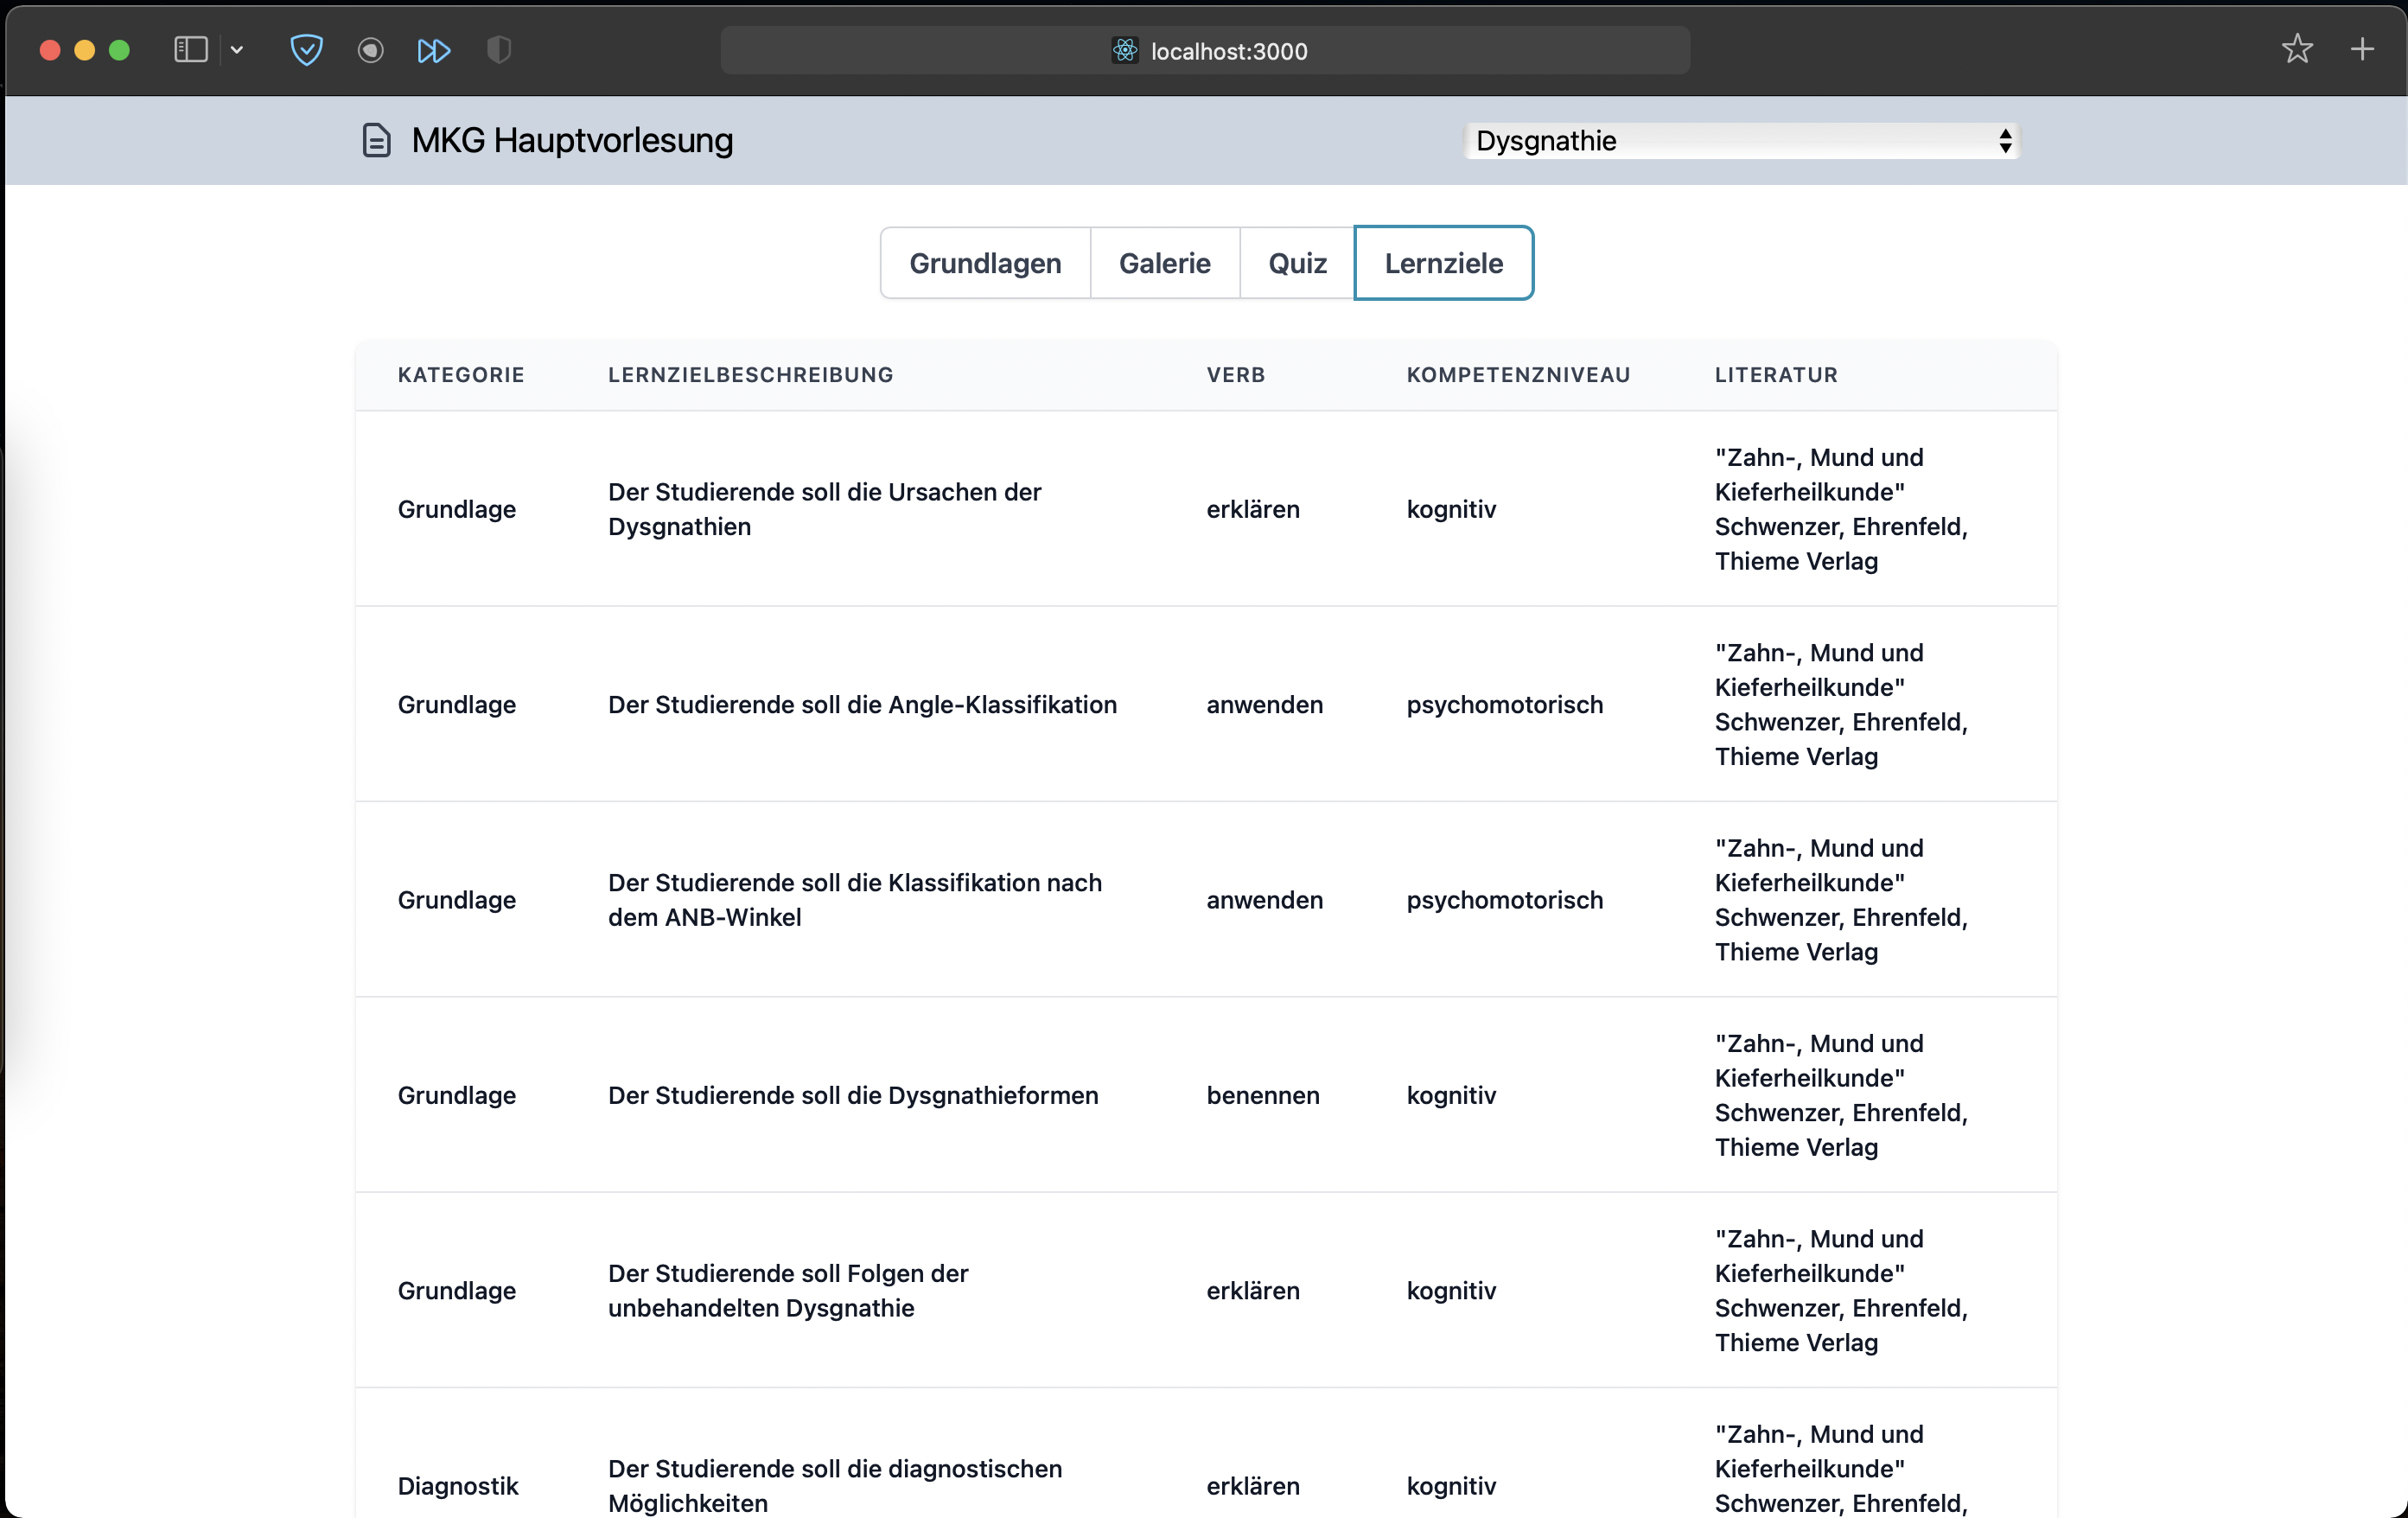 localhost:3000
MKG Hauptvorlesung
Dysgnathie
Grundlagen
Galerie
Quiz
Lernziele
KATEGORIE
LERNZIELBESCHREIBUNG
VERB
KOMPETENZNIVEAU
LITERATUR
Grundlage
Der Studierende soll die Ursachen der
Dysgnathien
erklären
kognitiv
"Zahn-, Mund und
Kieferheilkunde"
Schwenzer, Ehrenfeld,
Thieme Verlag
Grundlage
Der Studierende soll die Angle-Klassifikation
anwenden
psychomotorisch
"Zahn-, Mund und
Kieferheilkunde"
Schwenzer, Ehrenfeld,
Thieme Verlag
Grundlage
Der Studierende soll die Klassifikation nach
dem ANB-Winkel
anwenden
psychomotorisch
"Zahn-, Mund und
Kieferheilkunde"
Schwenzer, Ehrenfeld,
Thieme Verlag
Grundlage
Der Studierende soll die Dysgnathieformen
benennen
kognitiv
"Zahn-, Mund und
Kieferheilkunde"
Schwenzer, Ehrenfeld,
Thieme Verlag
Grundlage
Der Studierende soll Folgen der
unbehandelten Dysgnathie
erklären
kognitiv
"Zahn-, Mund und
Kieferheilkunde"
Schwenzer, Ehrenfeld,
Thieme Verlag
Diagnostik
Der Studierende soll die diagnostischen
Möglichkeiten
erklären
kognitiv
"Zahn-, Mund und
Kieferheilkunde"
Schwenzer, Ehrenfeld,